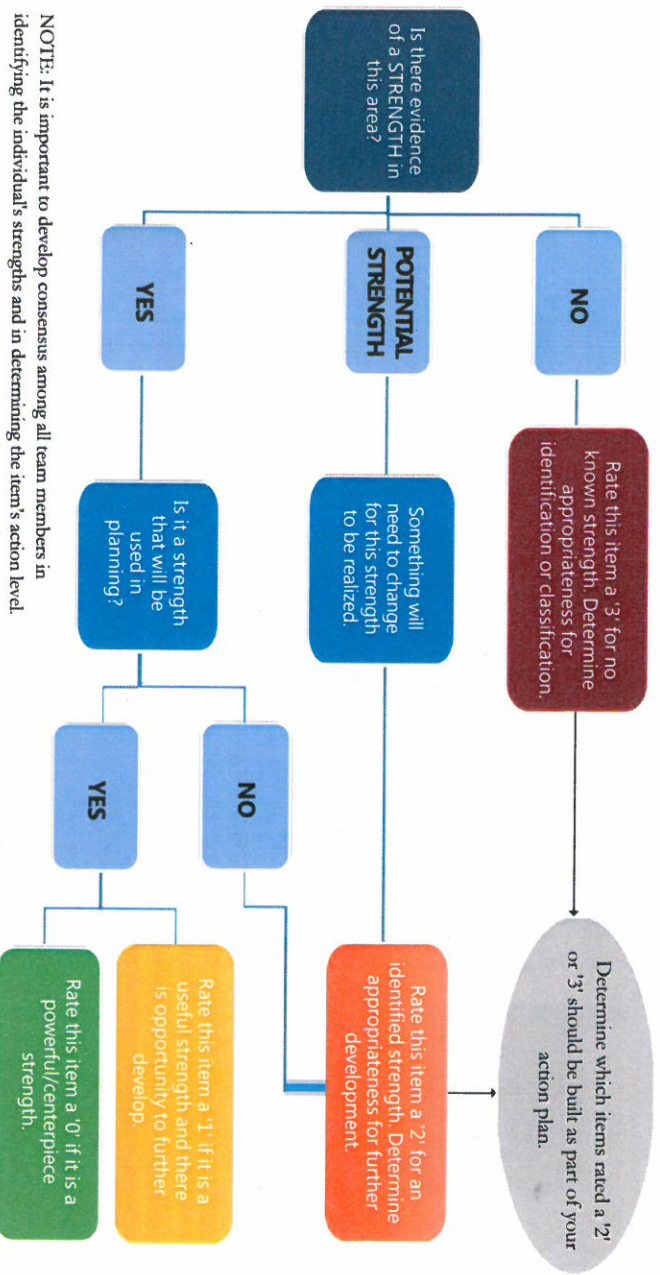 Is there evidence
of a STRENGTH in
this area?
NO
Rate this item a '3' for no
known strength. Determine
appropriateness for
identification or classification.
Determine which items rated a '2'
or '3' should be built as part of your
action plan.
POTENTIAL
STRENGTH
Something will
need to change
for this strength
to be realized.
Rate this item a '2' for an
identified strength. Determine
appropriateness for further
development.
YES
Is it a strength
that will be
used in
planning?
NO
YES
Rate this item a '1' if it is a
useful strength and there
is opportunity to further
develop.
Rate this item a '0' if it is a
powerful/centerpiece
strength.
NOTE: It is important to develop consensus among all team members in
identifying the individual's strengths and in determining the item's action level.